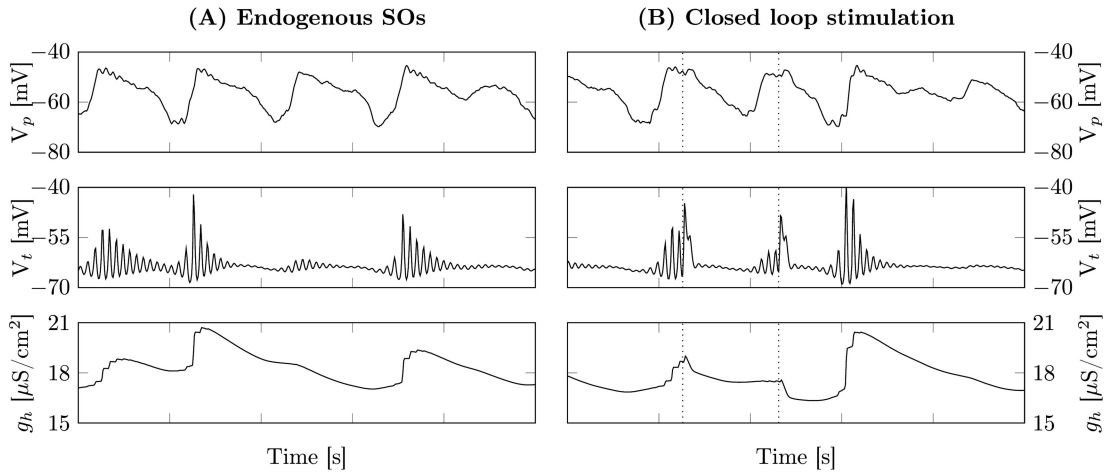 (A) Endogenous SOs
(B) Closed loop stimulation
−40
−60
−80
V_p [mV]
−40
−60
−80
V_p [mV]
−40
−55
−70
V_t [mV]
−40
−55
−70
V_t [mV]
21
18
15
g_h [μS/cm²]
21
18
15
g_h [μS/cm²]
Time [s]
Time [s]